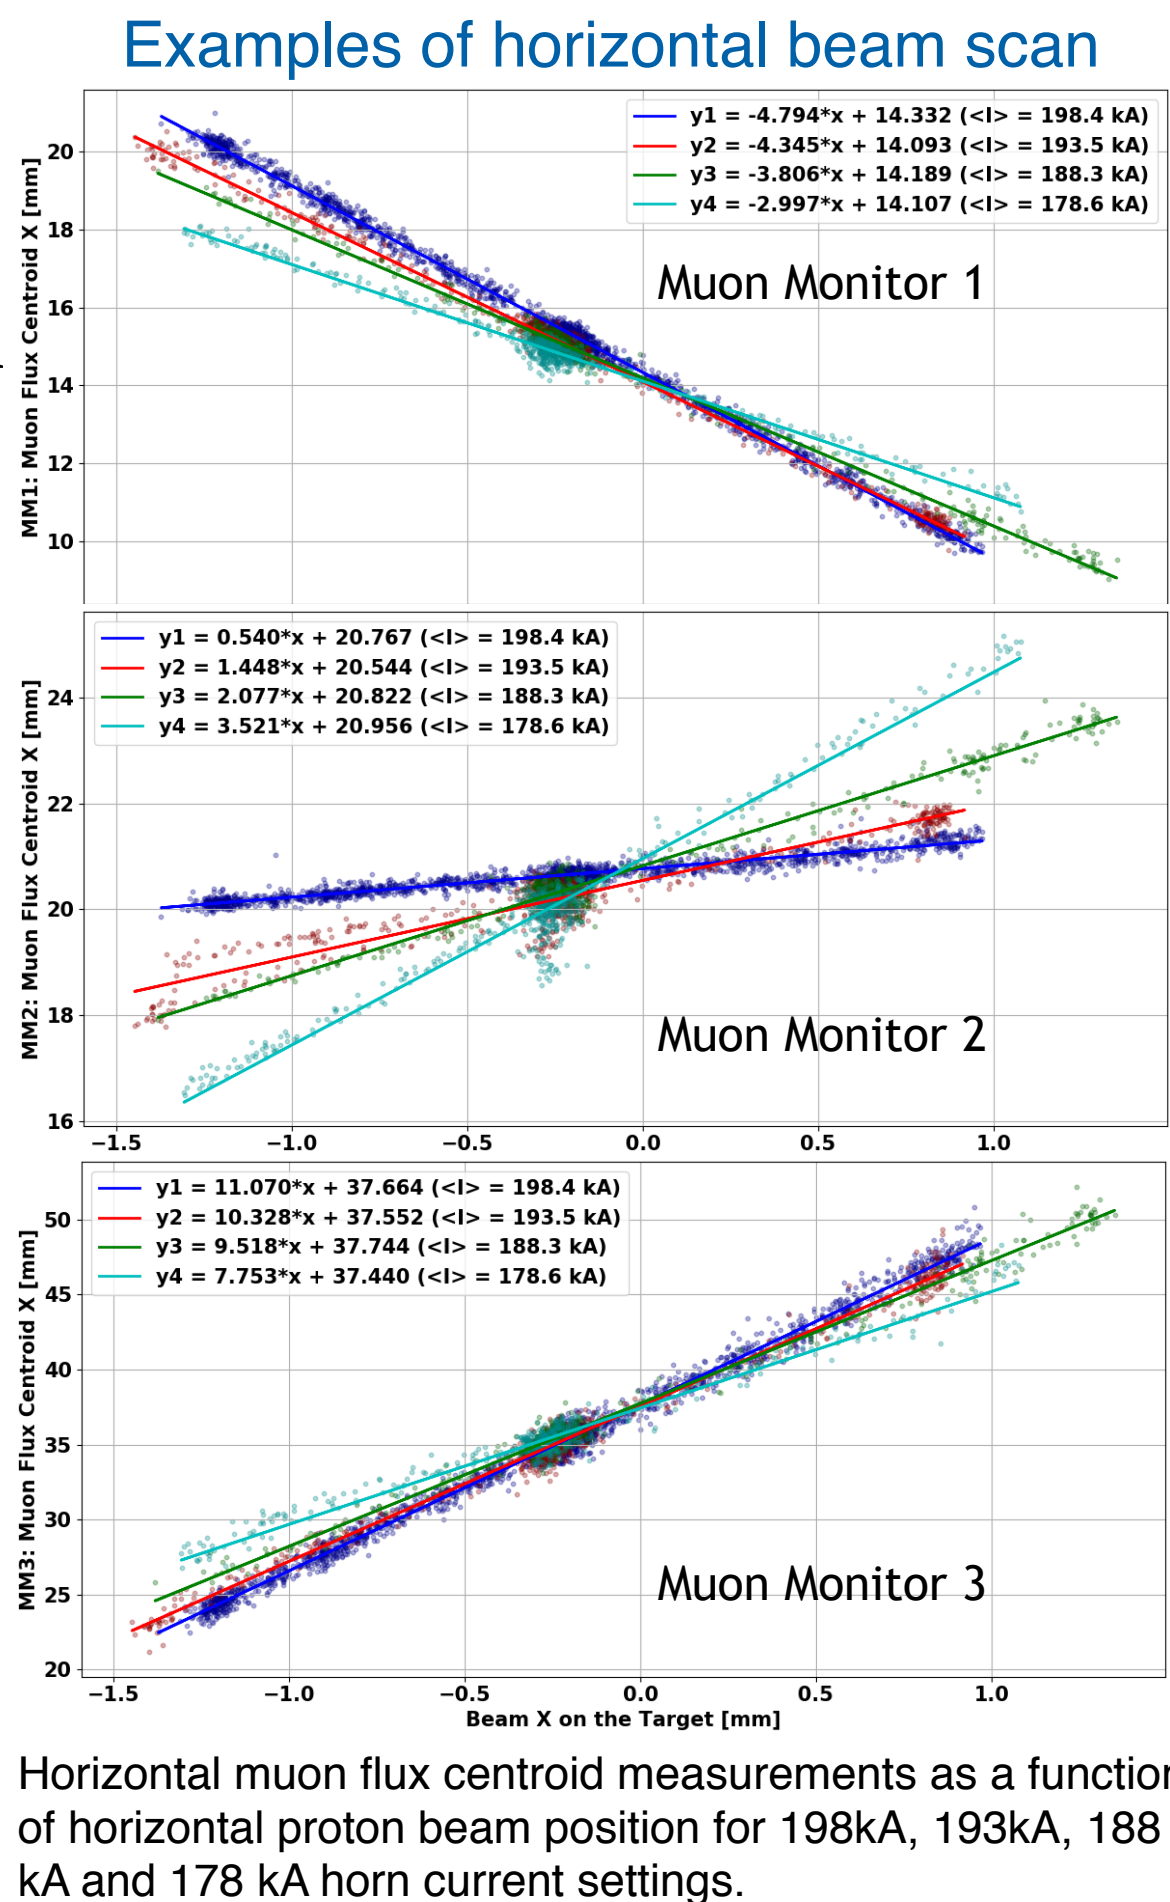 Examples of horizontal beam scan
y1 = -4.794*x + 14.332 (<I> = 198.4 kA)
y2 = -4.345*x + 14.093 (<I> = 193.5 kA)
y3 = -3.806*x + 14.189 (<I> = 188.3 kA)
y4 = -2.997*x + 14.107 (<I> = 178.6 kA)
Muon Monitor 1
MM1: Muon Flux Centroid X [mm]
20
18
16
14
12
10
y1 = 0.540*x + 20.767 (<I> = 198.4 kA)
y2 = 1.448*x + 20.544 (<I> = 193.5 kA)
y3 = 2.077*x + 20.822 (<I> = 188.3 kA)
y4 = 3.521*x + 20.956 (<I> = 178.6 kA)
Muon Monitor 2
MM2: Muon Flux Centroid X [mm]
24
22
20
18
16
−1.5 −1.0 −0.5 0.0 0.5 1.0
y1 = 11.070*x + 37.664 (<I> = 198.4 kA)
y2 = 10.328*x + 37.552 (<I> = 193.5 kA)
y3 = 9.518*x + 37.744 (<I> = 188.3 kA)
y4 = 7.753*x + 37.440 (<I> = 178.6 kA)
Muon Monitor 3
MM3: Muon Flux Centroid X [mm]
50
45
40
35
30
25
20
−1.5 −1.0 −0.5 0.0 0.5 1.0
Beam X on the Target [mm]
Horizontal muon flux centroid measurements as a function
of horizontal proton beam position for 198kA, 193kA, 188
kA and 178 kA horn current settings.